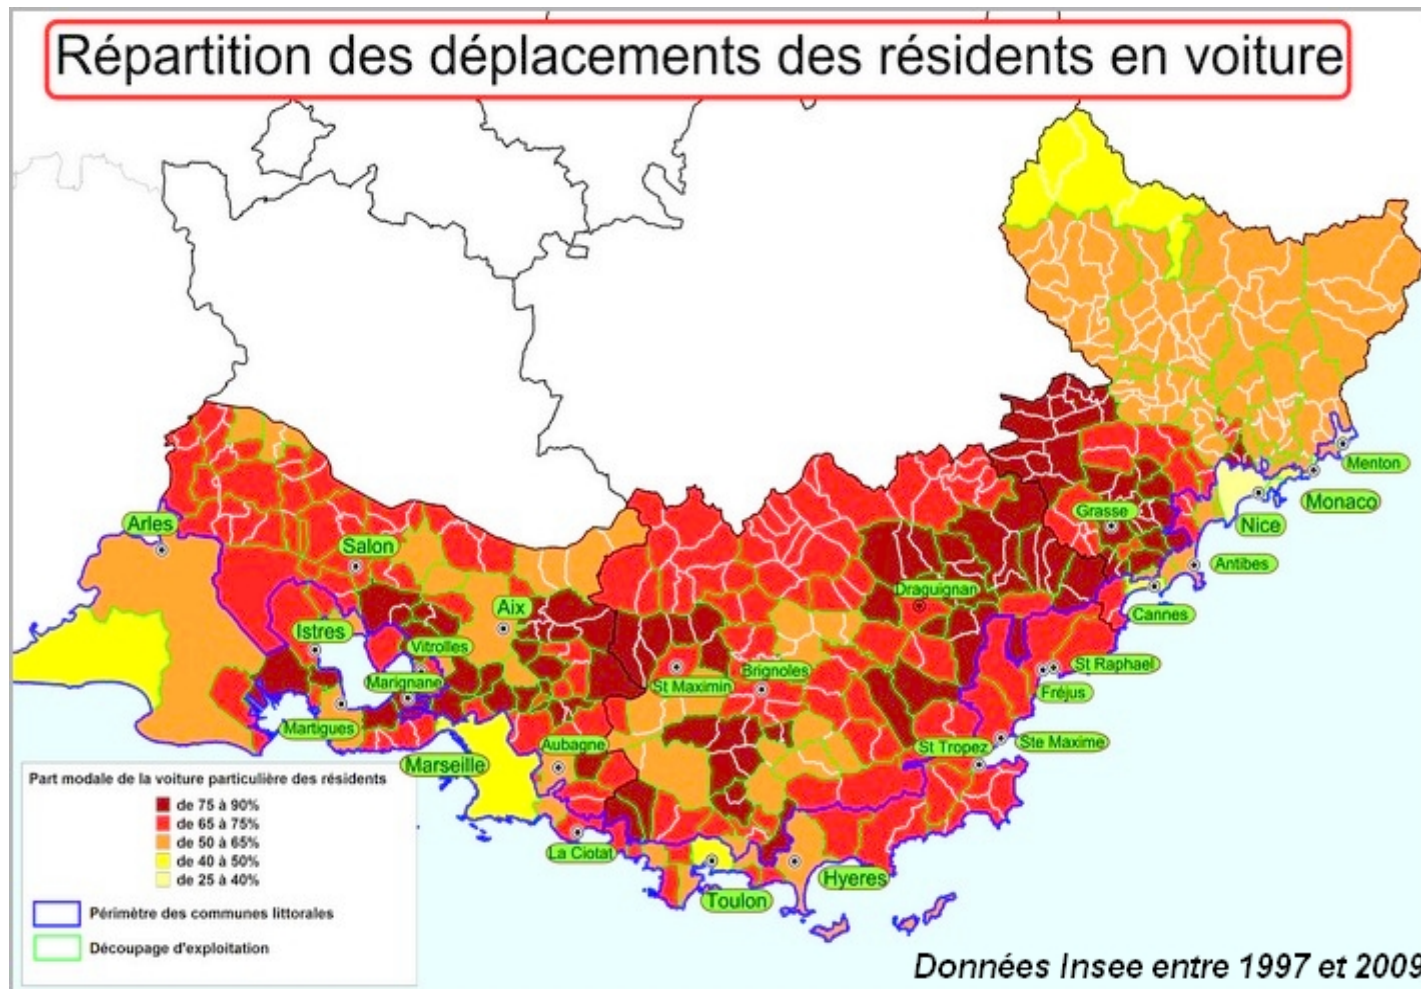 Répartition des déplacements des résidents en voiture
Menton
Monaco
Nice
Grasse
Arles
Salon
Antibes
Draguignan
Cannes
Aix
Istres
Vitrolles
St Raphael
Brignoles
Marignane
St Maximin
Fréjus
Martigues
Ste Maxime
St Tropez
Aubagne
Marseille
La Ciotat
Hyeres
Toulon
Part modale de la voiture particulière des résidents
de 75 à 90%
de 65 à 75%
de 50 à 65%
de 40 à 50%
de 25 à 40%
Périmètre des communes littorales
Découpage d'exploitation
Données Insee entre 1997 et 2009